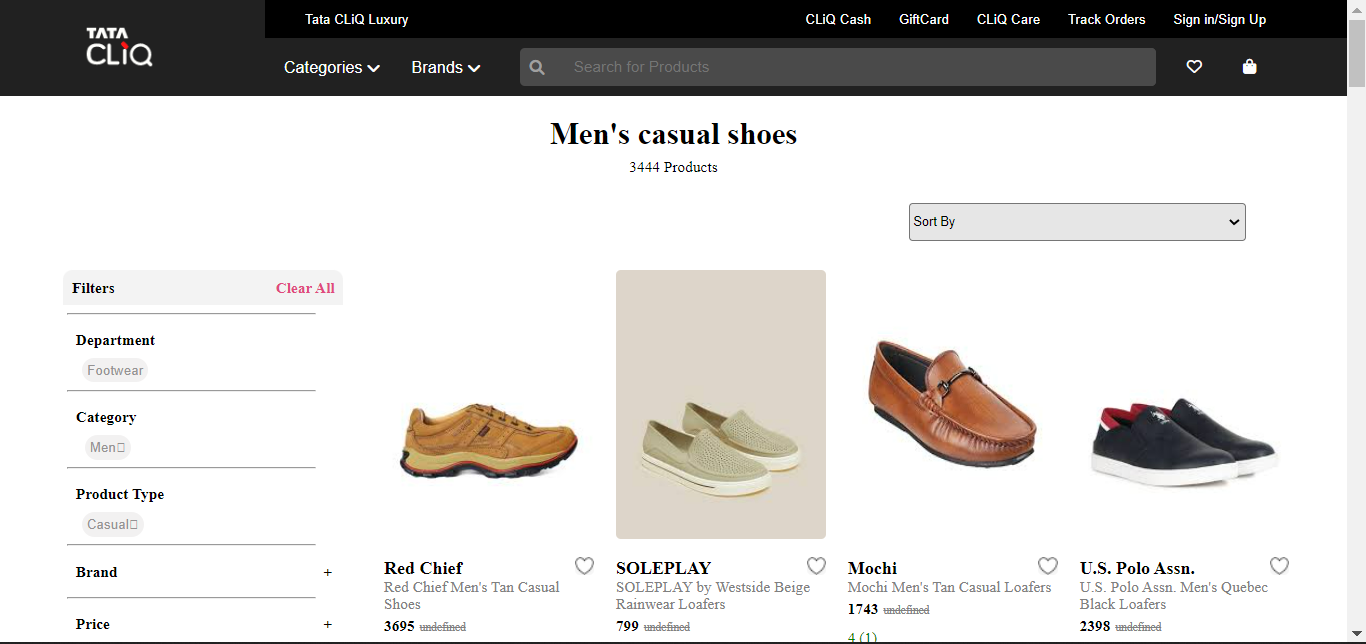 Tata CLiQ Luxury
CLiQ Cash GiftCard CLiQ Care Track Orders Sign in/Sign Up
TATA
CLiQ
Categories Brands Search for Products
Men's casual shoes
3444 Products
Sort By
Filters Clear All
Department
Footwear
Category
Men
Product Type
Casual
Brand +
Price +
Red Chief
Red Chief Men's Tan Casual
Shoes
3695 undefined
SOLEPLAY
SOLEPLAY by Westside Beige
Rainwear Loafers
799 undefined
Mochi
Mochi Men's Tan Casual Loafers
1743 undefined
4 (1)
U.S. Polo Assn.
U.S. Polo Assn. Men's Quebec
Black Loafers
2398 undefined